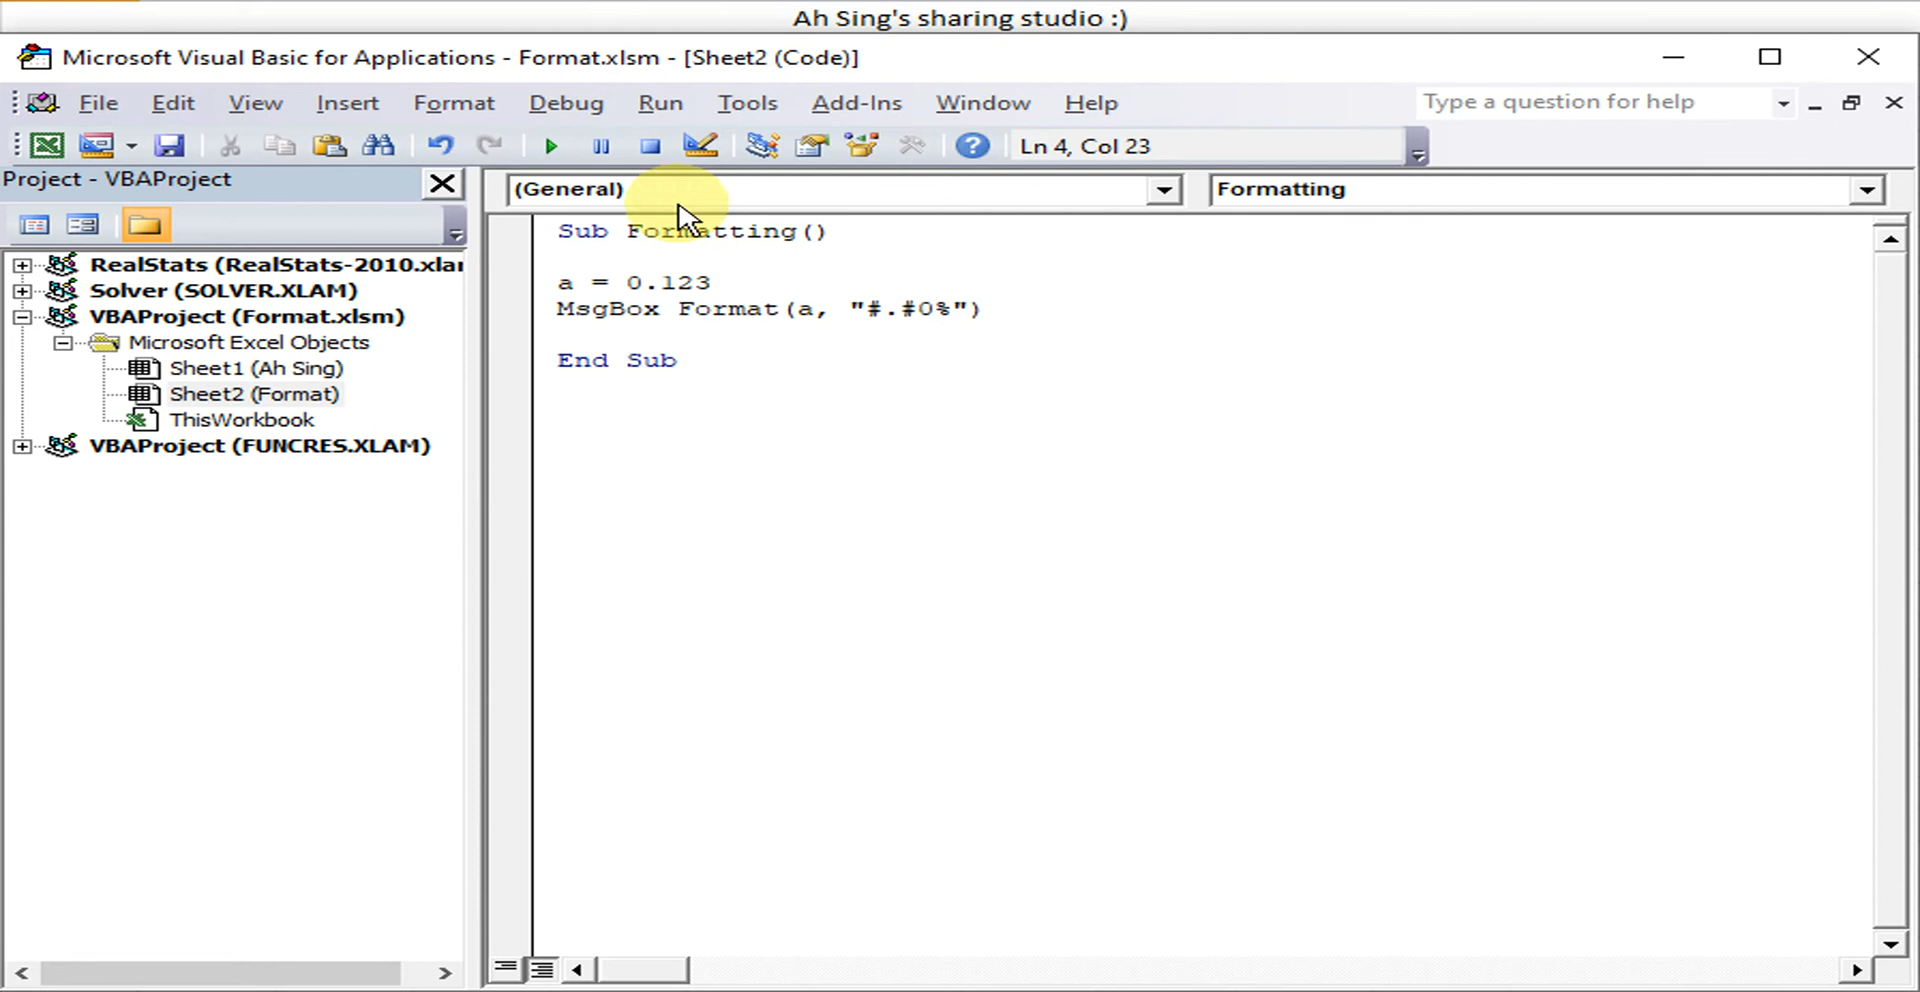 Ah Sing's sharing studio :)
Microsoft Visual Basic for Applications - Format.xlsm - [Sheet2 (Code)]
File Edit View Insert Format Debug Run Tools Add-Ins Window Help Type a question for help
Ln 4, Col 23
Project - VBAProject
(General) Formatting
RealStats (RealStats-2010.xlar
Solver (SOLVER.XLAM)
VBAProject (Format.xlsm)
Microsoft Excel Objects
Sheet1 (Ah Sing)
Sheet2 (Format)
ThisWorkbook
VBAProject (FUNCRES.XLAM)
Sub Formatting()
a = 0.123
MsgBox Format(a, "#.#0%")
End Sub